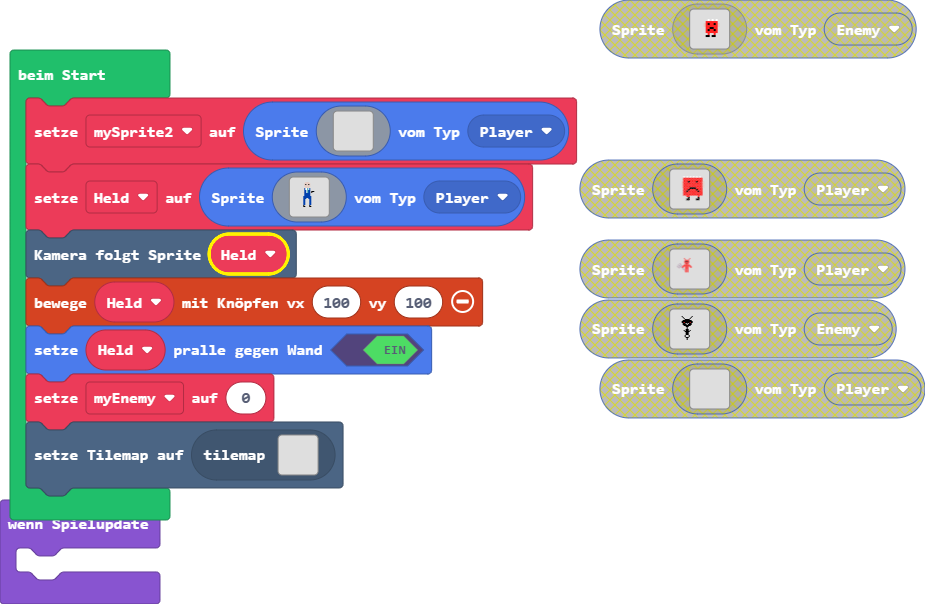 beim Start
setze mySprite2 auf Sprite vom Typ Player
setze Held auf Sprite vom Typ Player
Kamera folgt Sprite Held
bewege Held mit Knöpfen vx 100 vy 100
setze Held pralle gegen Wand EIN
setze myEnemy auf 0
setze Tilemap auf tilemap
wenn Spielupdate
Sprite vom Typ Enemy
Sprite vom Typ Player
Sprite vom Typ Player
Sprite vom Typ Enemy
Sprite vom Typ Player